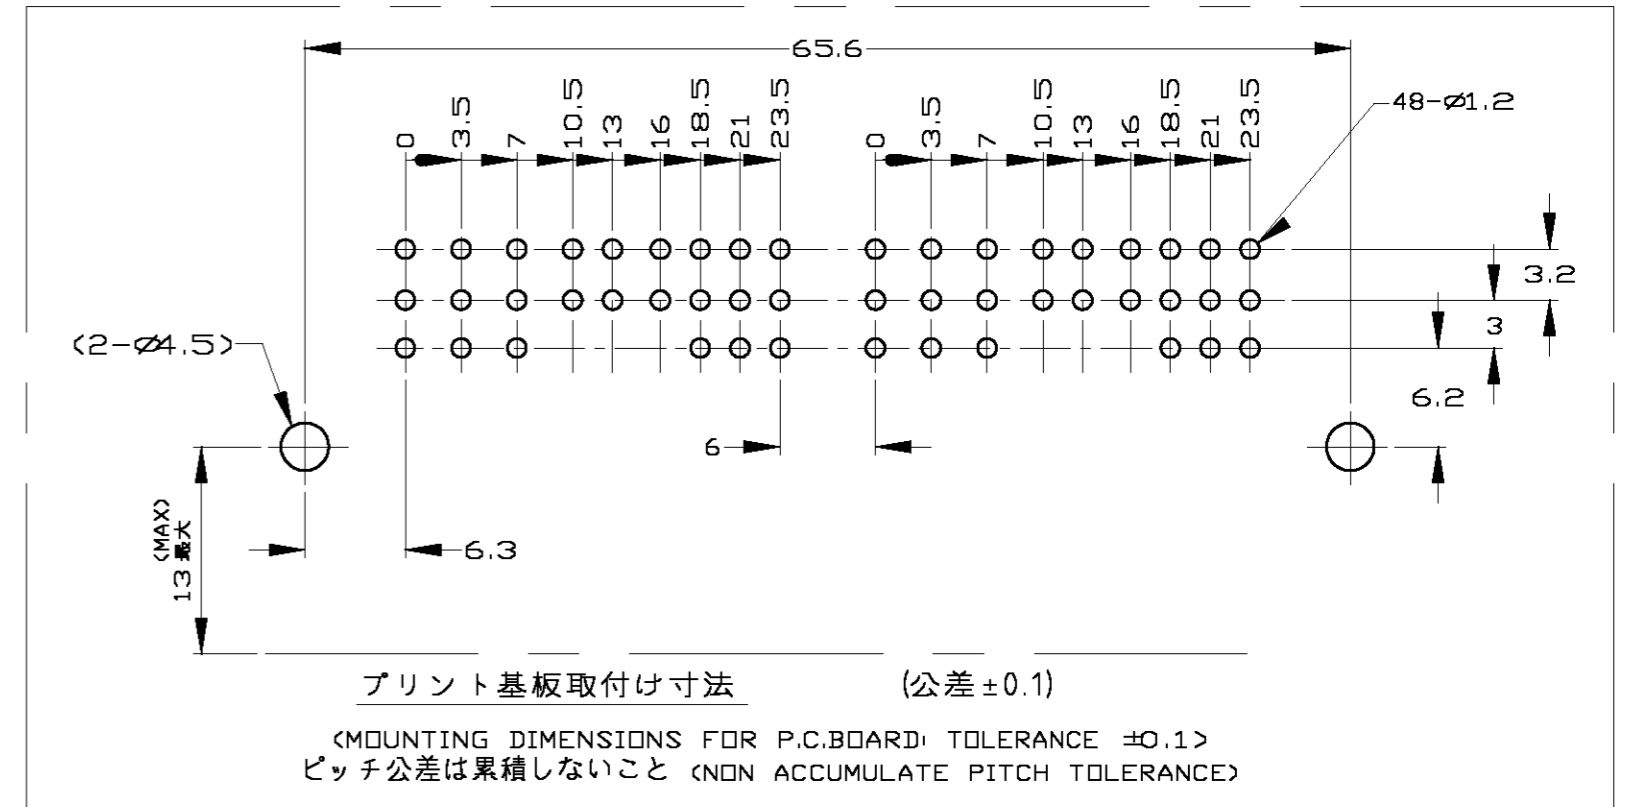 65.6
0 3.5 7 10.5 13 16 18.5 21 23.5 0 3.5 7 10.5 13 16 18.5 21 23.5
48-⌀1.2
3.2
3
(2-⌀4.5)
6.2
6
(MAX)
13 最大
6.3
プリント基板取付け寸法 (公差±0.1)
(MOUNTING DIMENSIONS FOR P.C.BOARD: TOLERANCE ±0.1)
ピッチ公差は累積しないこと (NON ACCUMULATE PITCH TOLERANCE)